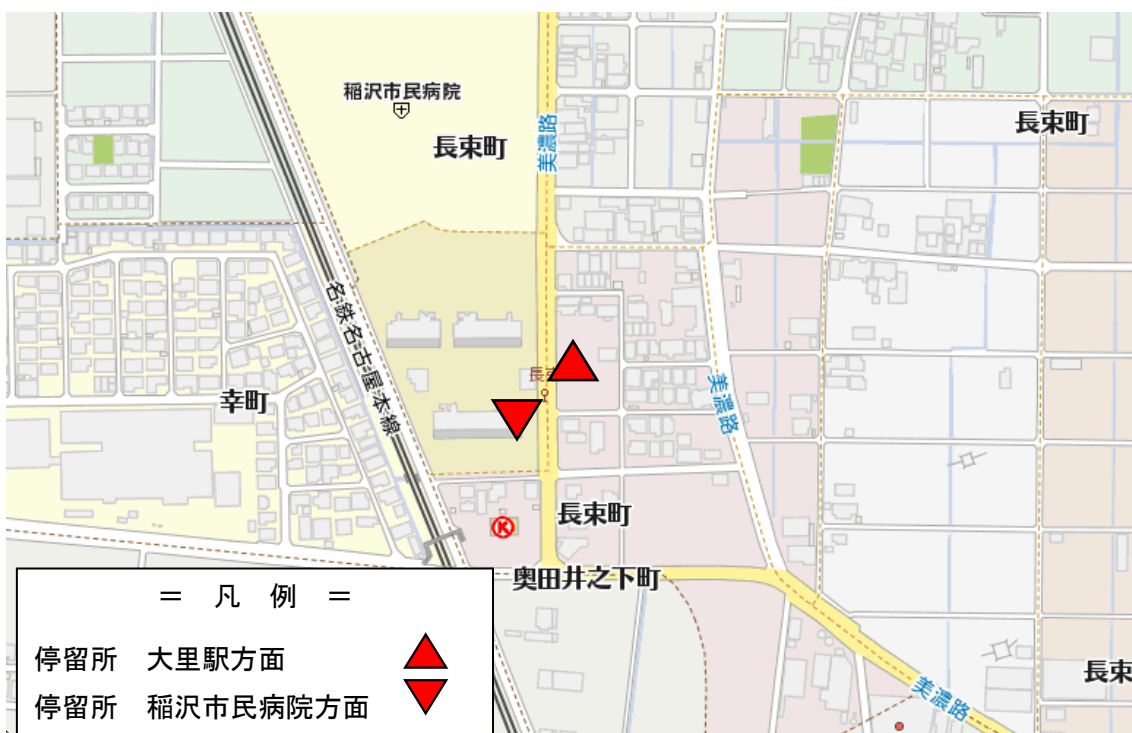 稲沢市民病院
長束町
美濃路
長束町
名鉄名古屋本線
幸町
長束
美濃路
K
長束町
奥田井之下町
＝ 凡 例 ＝
停留所 大里駅方面
停留所 稲沢市民病院方面
長束
美濃路